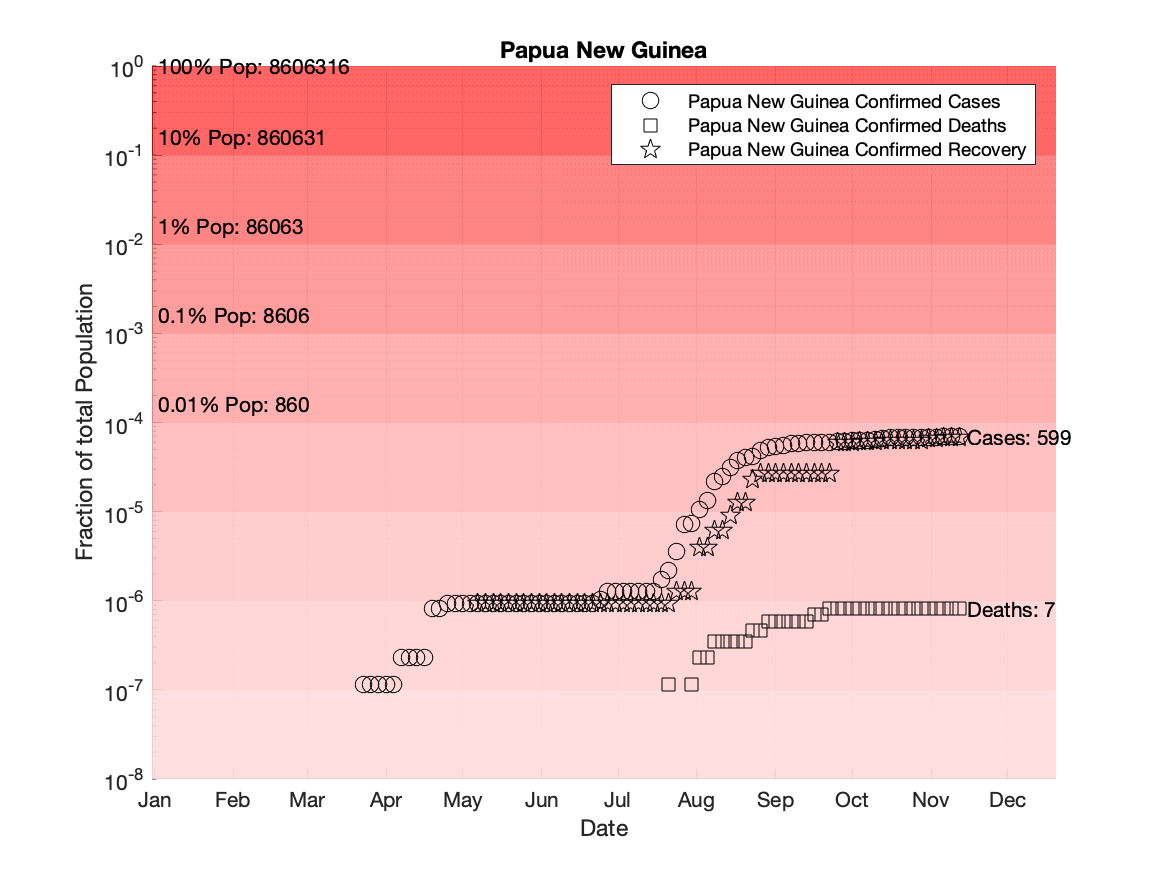 Papua New Guinea
Papua New Guinea Confirmed Cases
Papua New Guinea Confirmed Deaths
Papua New Guinea Confirmed Recovery
10^0
10^-1
10^-2
10^-3
10^-4
10^-5
10^-6
10^-7
10^-8
Fraction of total Population
100% Pop: 8606316
10% Pop: 860631
1% Pop: 86063
0.1% Pop: 8606
0.01% Pop: 860
Cases: 599
Deaths: 7
Jan Feb Mar Apr May Jun Jul Aug Sep Oct Nov Dec
Date